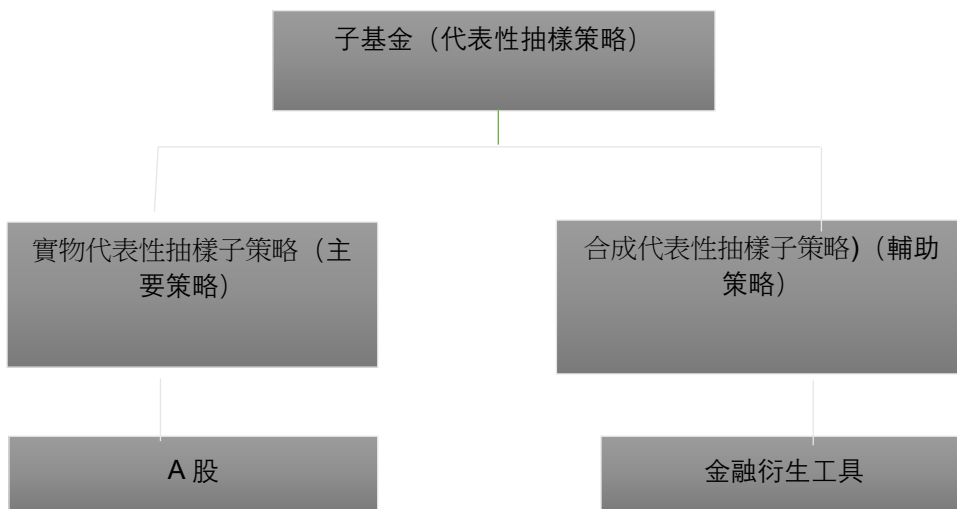 子基金（代表性抽樣策略）
實物代表性抽樣子策略（主
要策略）
合成代表性抽樣子策略)（輔助
策略）
A 股
金融衍生工具